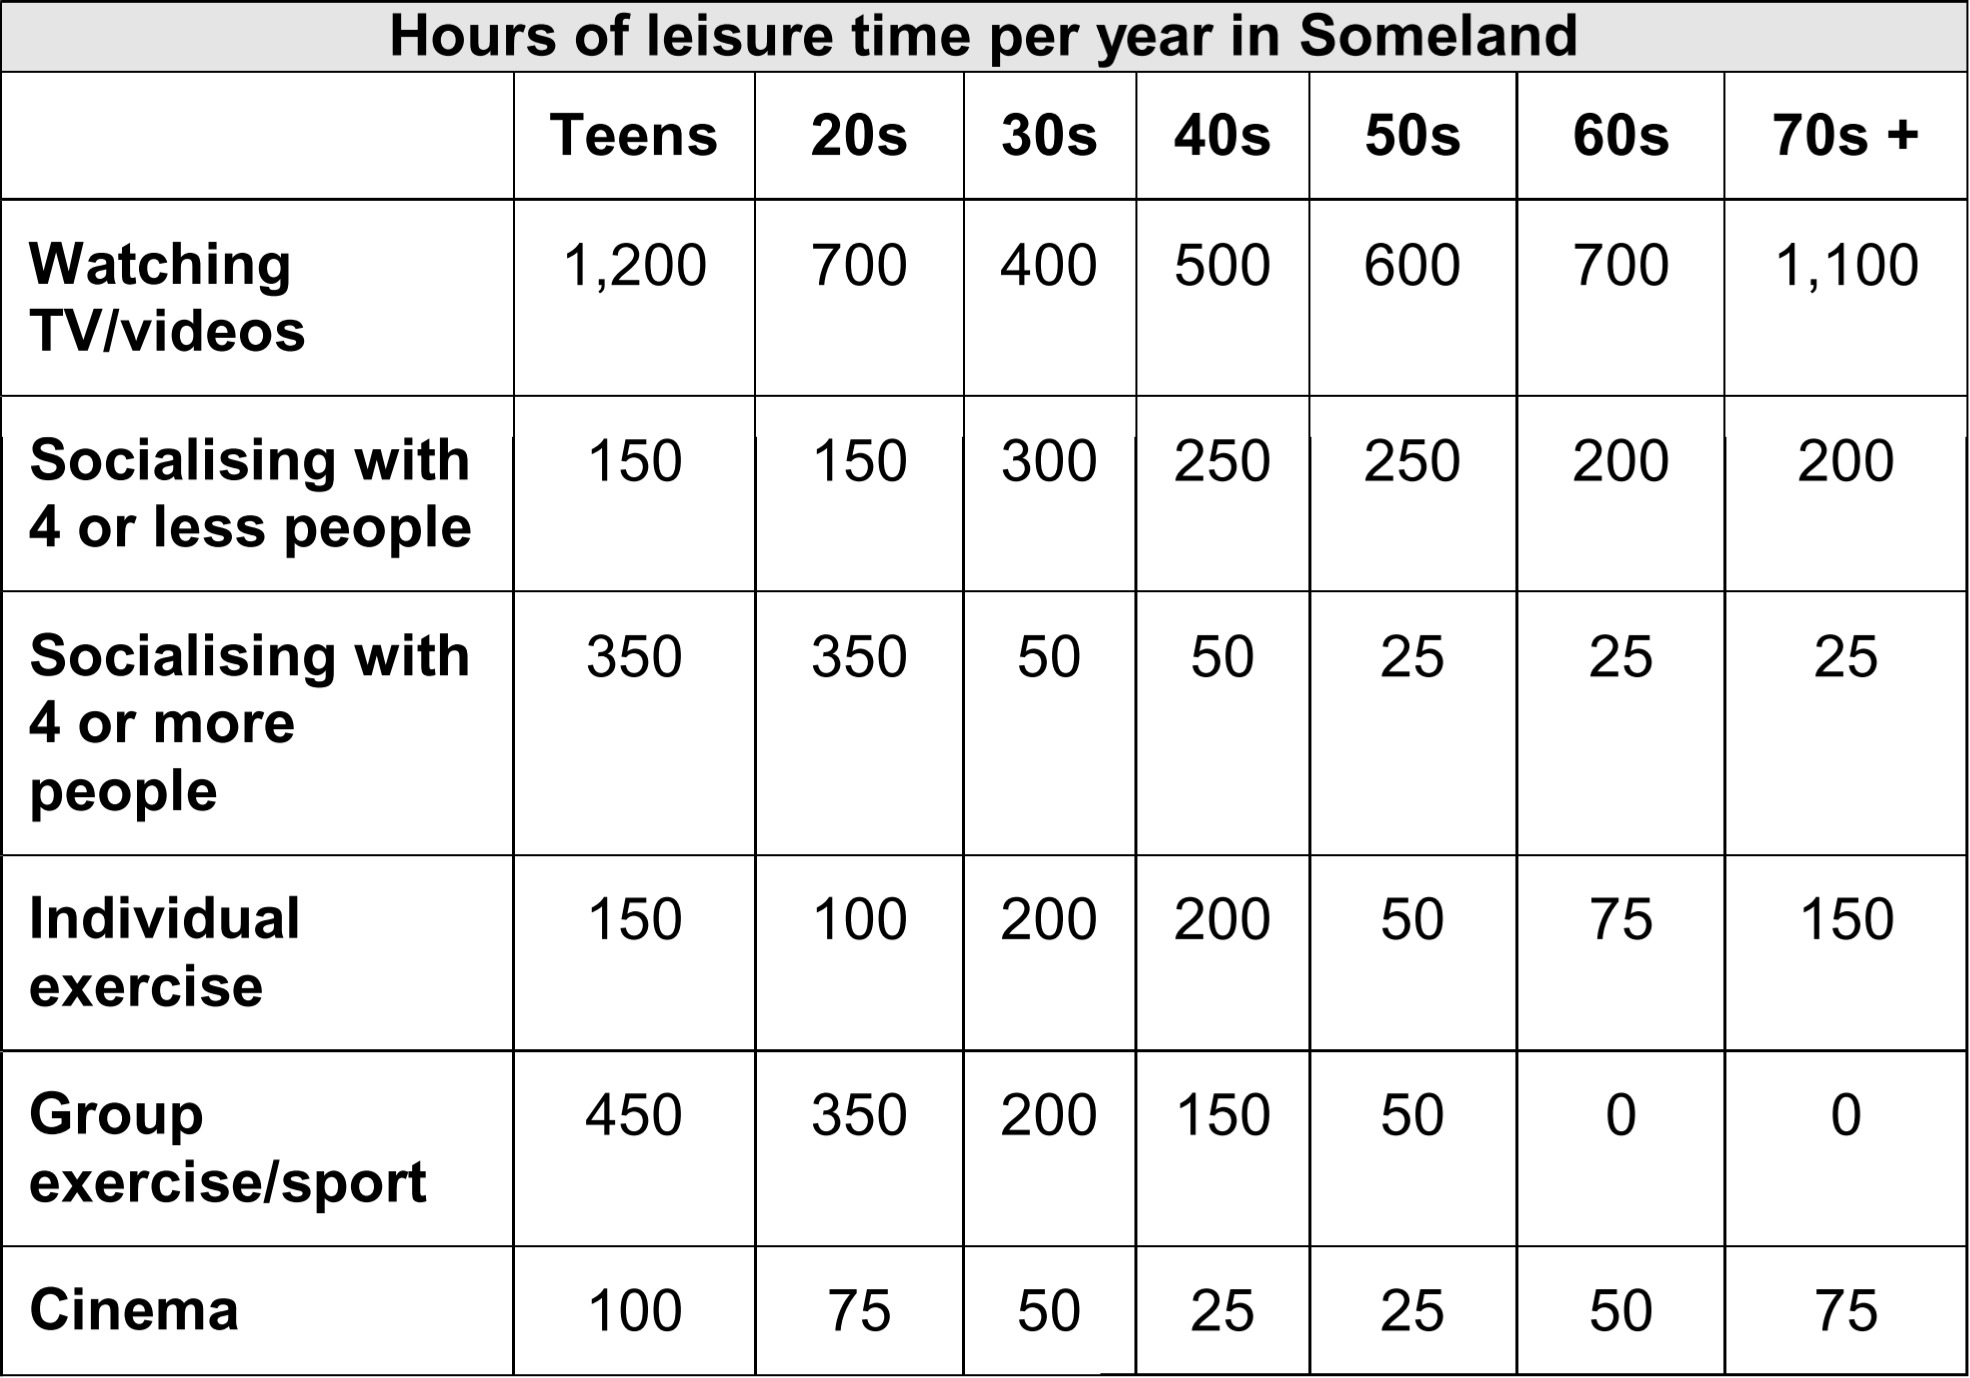 Hours of leisure time per year in Someland
Teens 20s 30s 40s 50s 60s 70s +
Watching 1,200 700 400 500 600 700 1,100
TV/videos
Socialising with 150 150 300 250 250 200 200
4 or less people
Socialising with 350 350 50 50 25 25 25
4 or more
people
Individual 150 100 200 200 50 75 150
exercise
Group 450 350 200 150 50 0 0
exercise/sport
Cinema 100 75 50 25 25 50 75